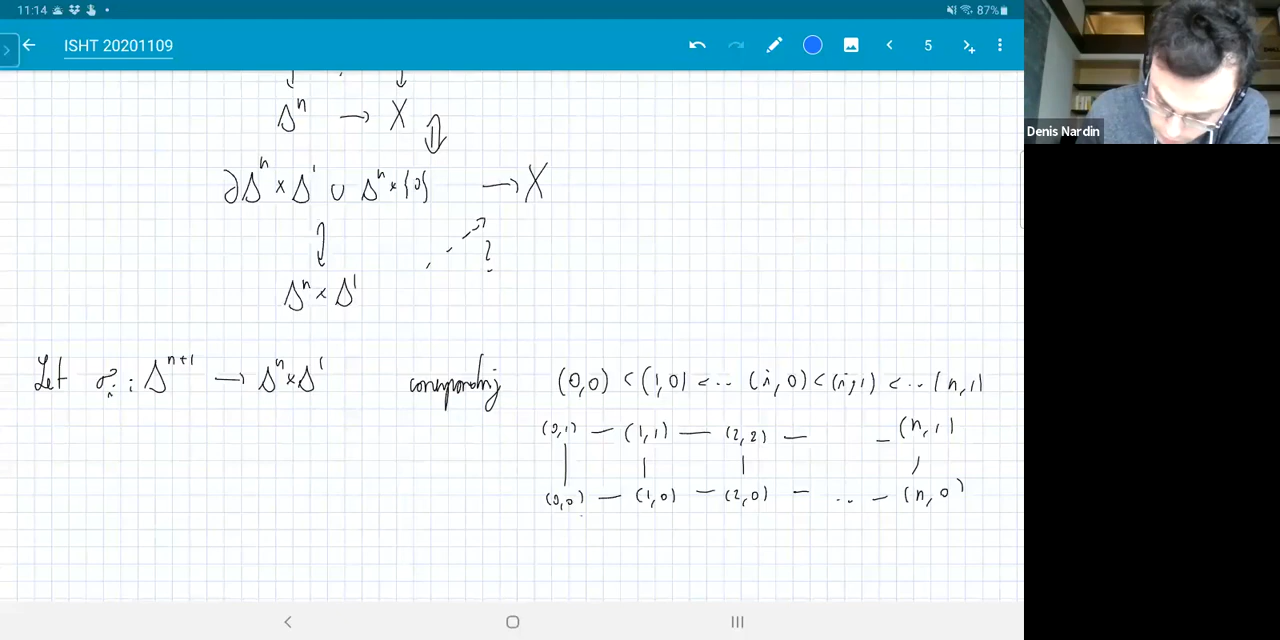 11:14
87%
ISHT 20201109
5
Denis Nardin
Δⁿ → X
⇕
∂Δⁿ × Δ¹ ∪ Δⁿ × {0} → X
?
Δⁿ × Δ¹
Let σᵢ : Δⁿ⁺¹ → Δⁿ × Δ¹ corresponding (0,0) < (1,0) < ... (i,0) < (i,1) < ... (n,1)
(0,1) — (1,1) — (2,2) — — (n,1)
(0,0) — (1,0) — (2,0) — ... — (n,0)